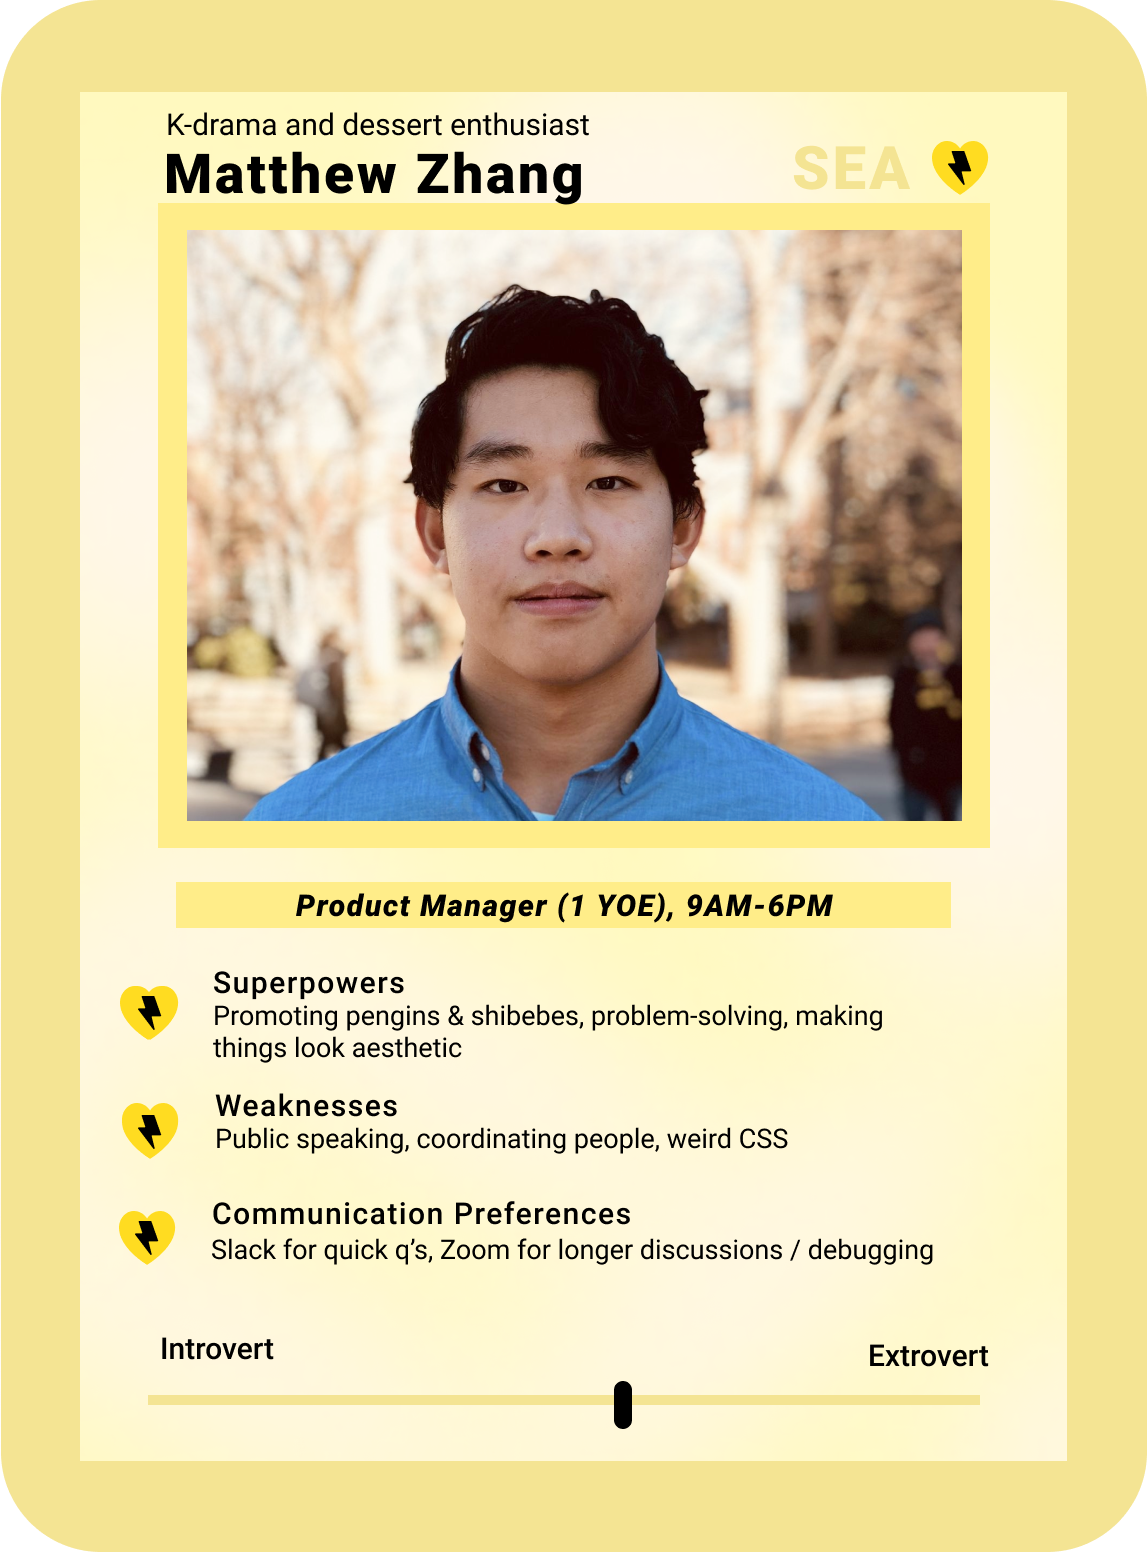 K-drama and dessert enthusiast
Matthew Zhang
SEA
Product Manager (1 YOE), 9AM-6PM
Superpowers
Promoting pengins & shibebes, problem-solving, making
things look aesthetic
Weaknesses
Public speaking, coordinating people, weird CSS
Communication Preferences
Slack for quick q’s, Zoom for longer discussions / debugging
Introvert
Extrovert